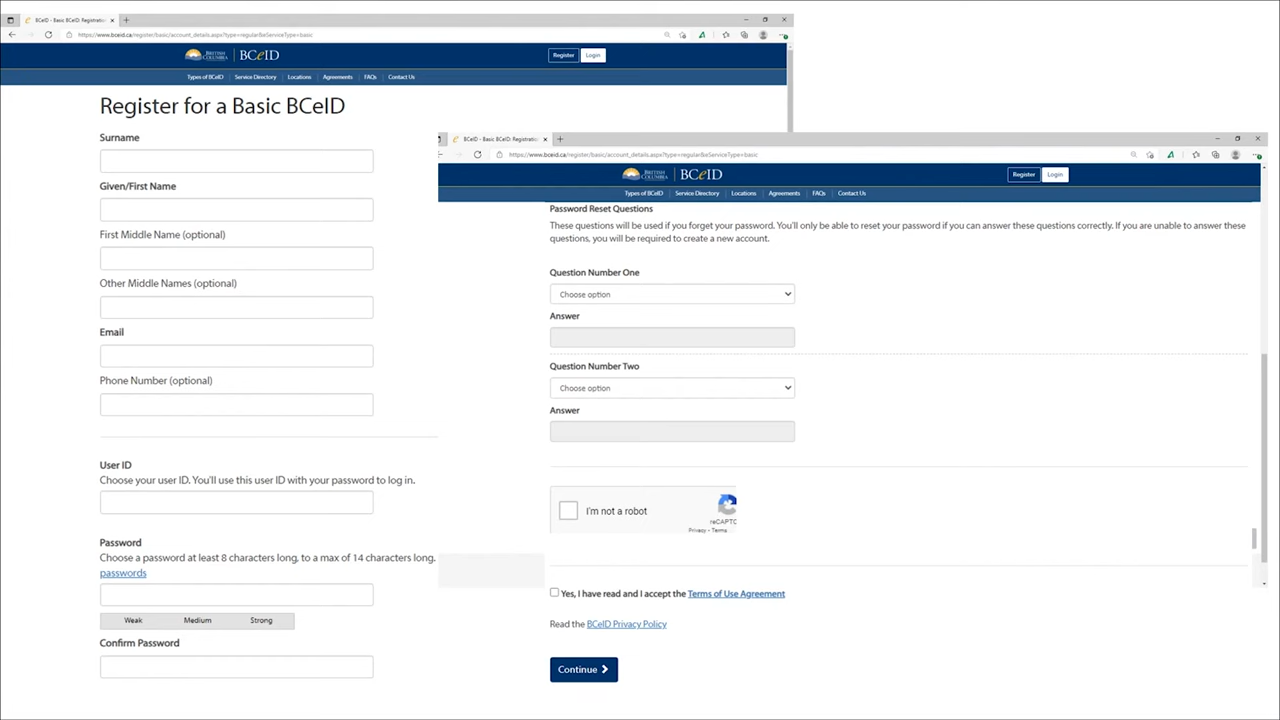 BCeID - Basic BCeID: Registratio
https://www.bceid.ca/register/basic/account_details.aspx?type=regular&eServiceType=basic
BRITISH COLUMBIA
BCeID
Register
Login
Types of BCeID
Service Directory
Locations
Agreements
FAQs
Contact Us
Register for a Basic BCeID
Surname
Given/First Name
First Middle Name (optional)
Other Middle Names (optional)
Email
Phone Number (optional)
User ID
Choose your user ID. You'll use this user ID with your password to log in.
Password
Choose a password at least 8 characters long, to a max of 14 characters long.
passwords
Weak
Medium
Strong
Confirm Password
BCeID - Basic BCeID: Registratio
https://www.bceid.ca/register/basic/account_details.aspx?type=regular&eServiceType=basic
BRITISH COLUMBIA
BCeID
Register
Login
Types of BCeID
Service Directory
Locations
Agreements
FAQs
Contact Us
Password Reset Questions
These questions will be used if you forget your password. You'll only be able to reset your password if you can answer these questions correctly. If you are unable to answer these
questions, you will be required to create a new account.
Question Number One
Choose option
Answer
Question Number Two
Choose option
Answer
I'm not a robot
reCAPTC
Privacy - Terms
Yes, I have read and I accept the Terms of Use Agreement
Read the BCeID Privacy Policy
Continue